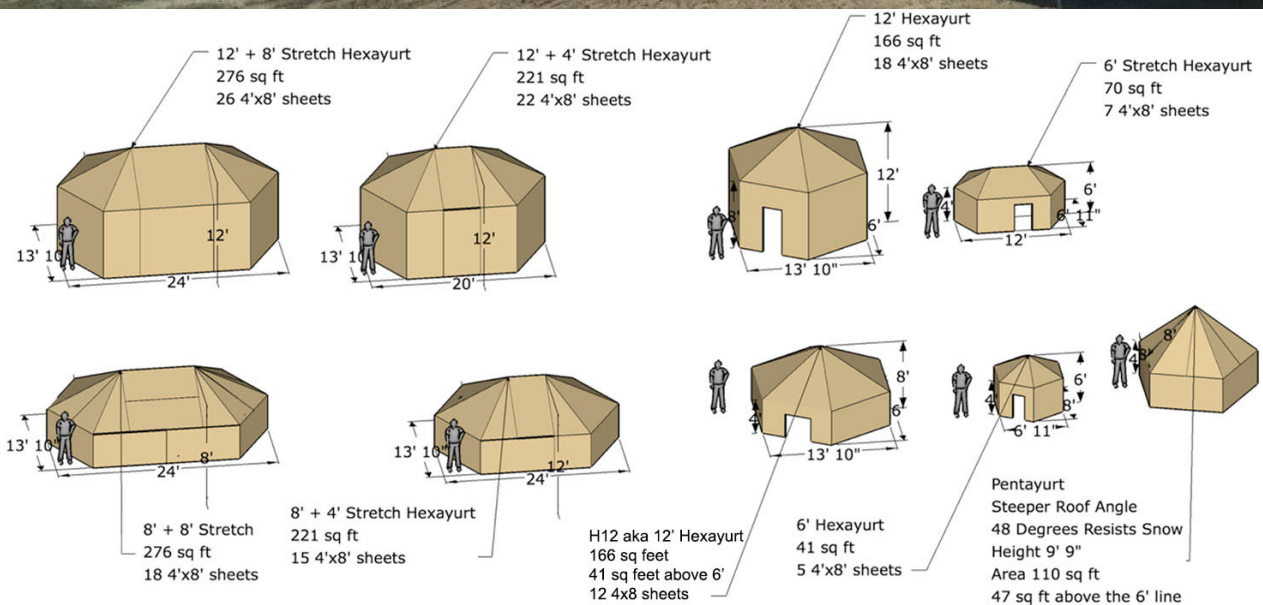 12' + 8' Stretch Hexayurt
276 sq ft
26 4'x8' sheets
12' + 4' Stretch Hexayurt
221 sq ft
22 4'x8' sheets
12' Hexayurt
166 sq ft
18 4'x8' sheets
6' Stretch Hexayurt
70 sq ft
7 4'x8' sheets
12'
13' 10
24'
12'
13' 10
20'
12'
8'
6'
13' 10"
6'
4'
6' 11"
12'
13' 10"
8'
24'
13' 10"
12'
24'
8'
4'
6'
13' 10"
6'
4'
8'
6' 11"
8'
8'
4'
8' + 8' Stretch
276 sq ft
18 4'x8' sheets
8' + 4' Stretch Hexayurt
221 sq ft
15 4'x8' sheets
H12 aka 12' Hexayurt
166 sq feet
41 sq feet above 6'
12 4x8 sheets
6' Hexayurt
41 sq ft
5 4'x8' sheets
Pentayurt
Steeper Roof Angle
48 Degrees Resists Snow
Height 9' 9"
Area 110 sq ft
47 sq ft above the 6' line